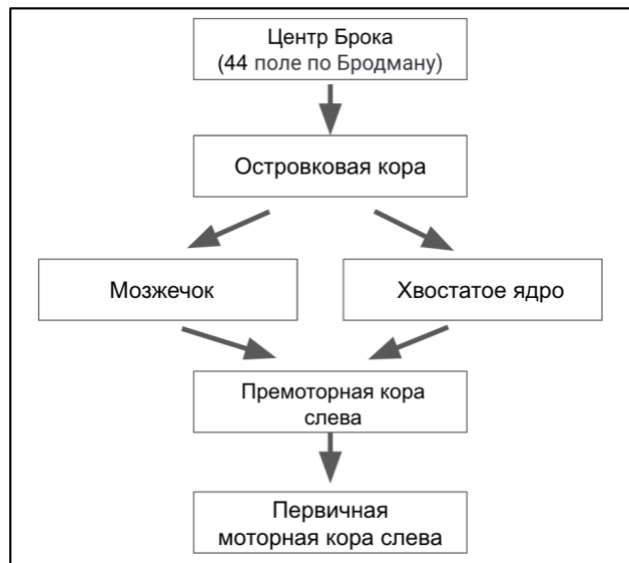 Центр Брока
(44 поле по Бродману)
Островковая кора
Мозжечок
Хвостатое ядро
Премоторная кора
слева
Первичная
моторная кора слева